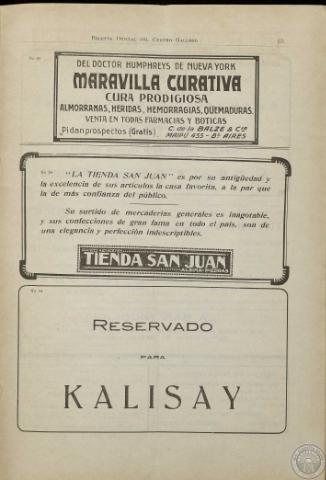 BOLETIN OFICIAL DEL CENTRO GALLEGO
DEL DOCTOR HUMPHREYS DE NUEVA YORK
MARAVILLA CURATIVA
CURA PRODIGIOSA
ALMORRANAS, HERIDAS, HEMORRAGIAS, QUEMADURAS.
VENTA EN TODAS FARMACIAS Y BOTICAS
Pidan prospectos (Gratis).
C. de la BALZE & Cía
MAIPÚ 455 - Bs AIRES
"LA TIENDA SAN JUAN" es por su antigüedad y
la excelencia de sus artículos la casa favorita, a la par que
la de más confianza del público.
Su surtido de mercaderías generales es inagotable,
y sus confecciones de gran fama en todo el país, son de
una elegancia y perfección indescriptibles.
TIENDA SAN JUAN
ALSINA-PIEDRAS
RESERVADO
PARA
KALISAY